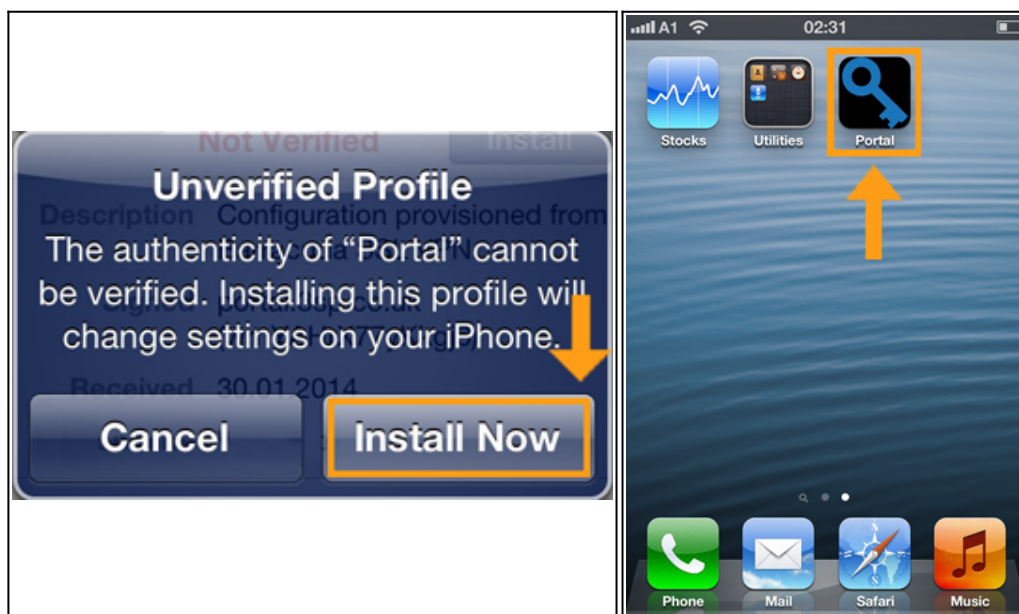 Not Verified Install
Unverified Profile
Description Configuration provisioned from
The authenticity of “Portal” cannot
be verified. Installing this profile will
change settings on your iPhone.
Received 30.01.2014
Cancel
Install Now
A1
02:31
Stocks
Utilities
Portal
Phone
Mail
Safari
Music